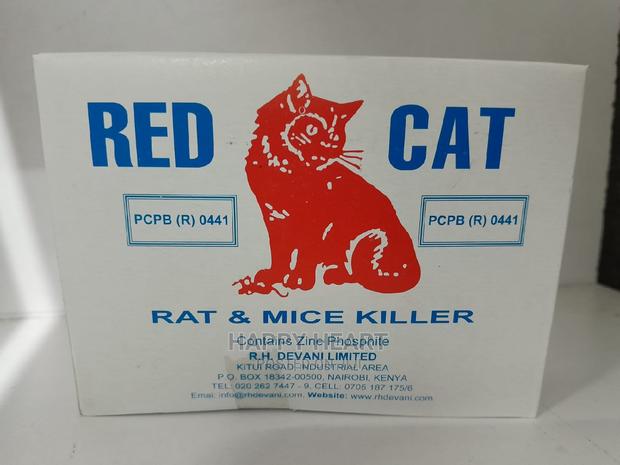 RED CAT
PCPB (R) 0441
PCPB (R) 0441
RAT & MICE KILLER
Contains Zinc Phosphite
HAPPY HEART
R.H. DEVANI LIMITED
KITUI ROAD, INDUSTRIAL AREA
P.O. BOX 18342-00500, NAIROBI, KENYA
TEL: 020 262 7447 - 9, CELL: 0706 187 175/6
Email: info@rhdevani.com, Website: www.rhdevani.com